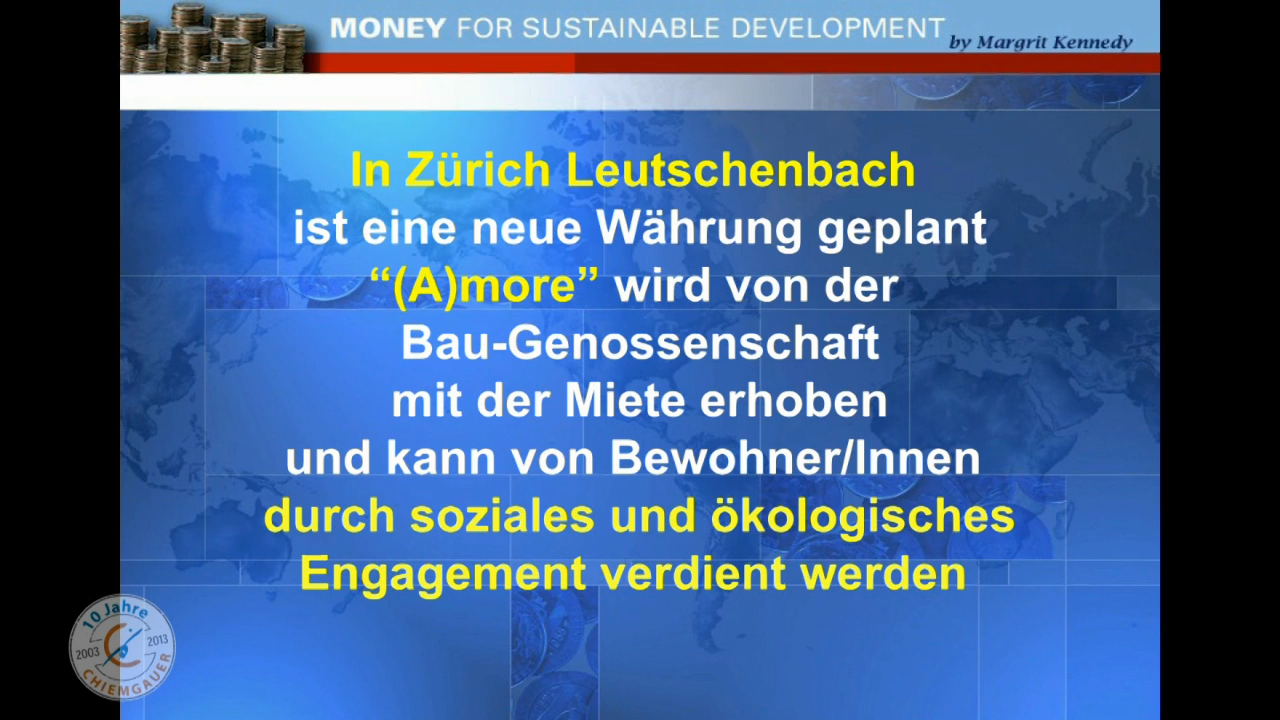 MONEY FOR SUSTAINABLE DEVELOPMENT
by Margrit Kennedy
In Zürich Leutschenbach
ist eine neue Währung geplant
“(A)more” wird von der
Bau-Genossenschaft
mit der Miete erhoben
und kann von Bewohner/Innen
durch soziales und ökologisches
Engagement verdient werden
10 Jahre
2003 2013
CHIEMGAUER